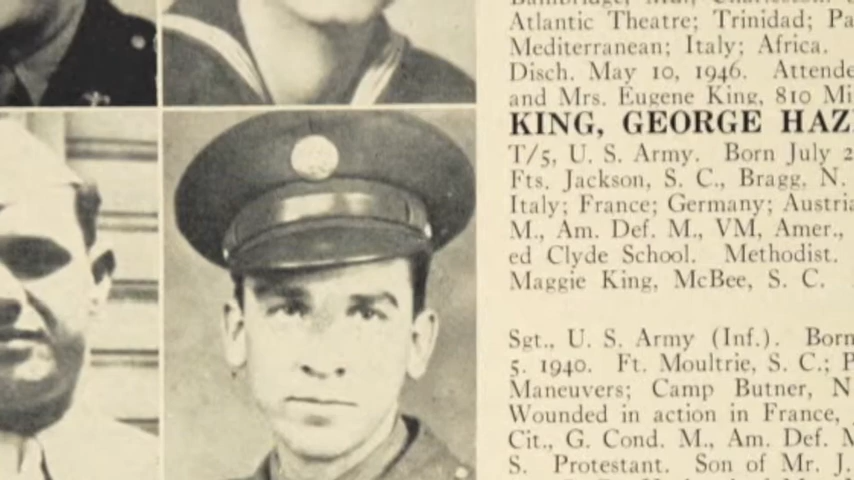 Atlantic Theatre; Trinidad; Pa
Mediterranean; Italy; Africa.
Disch. May 10, 1946. Attende
and Mrs. Eugene King, 810 Mi
KING, GEORGE HAZ
T/5, U. S. Army. Born July 2
Fts. Jackson, S. C., Bragg, N.
Italy; France; Germany; Austria
M., Am. Def. M., VM, Amer.,
ed Clyde School. Methodist.
Maggie King, McBee, S. C.
Sgt., U. S. Army (Inf.). Born
5. 1940. Ft. Moultrie, S. C.; P
Maneuvers; Camp Butner, N
Wounded in action in France,
Cit., G. Cond. M., Am. Def. M
S. Protestant. Son of Mr. J.